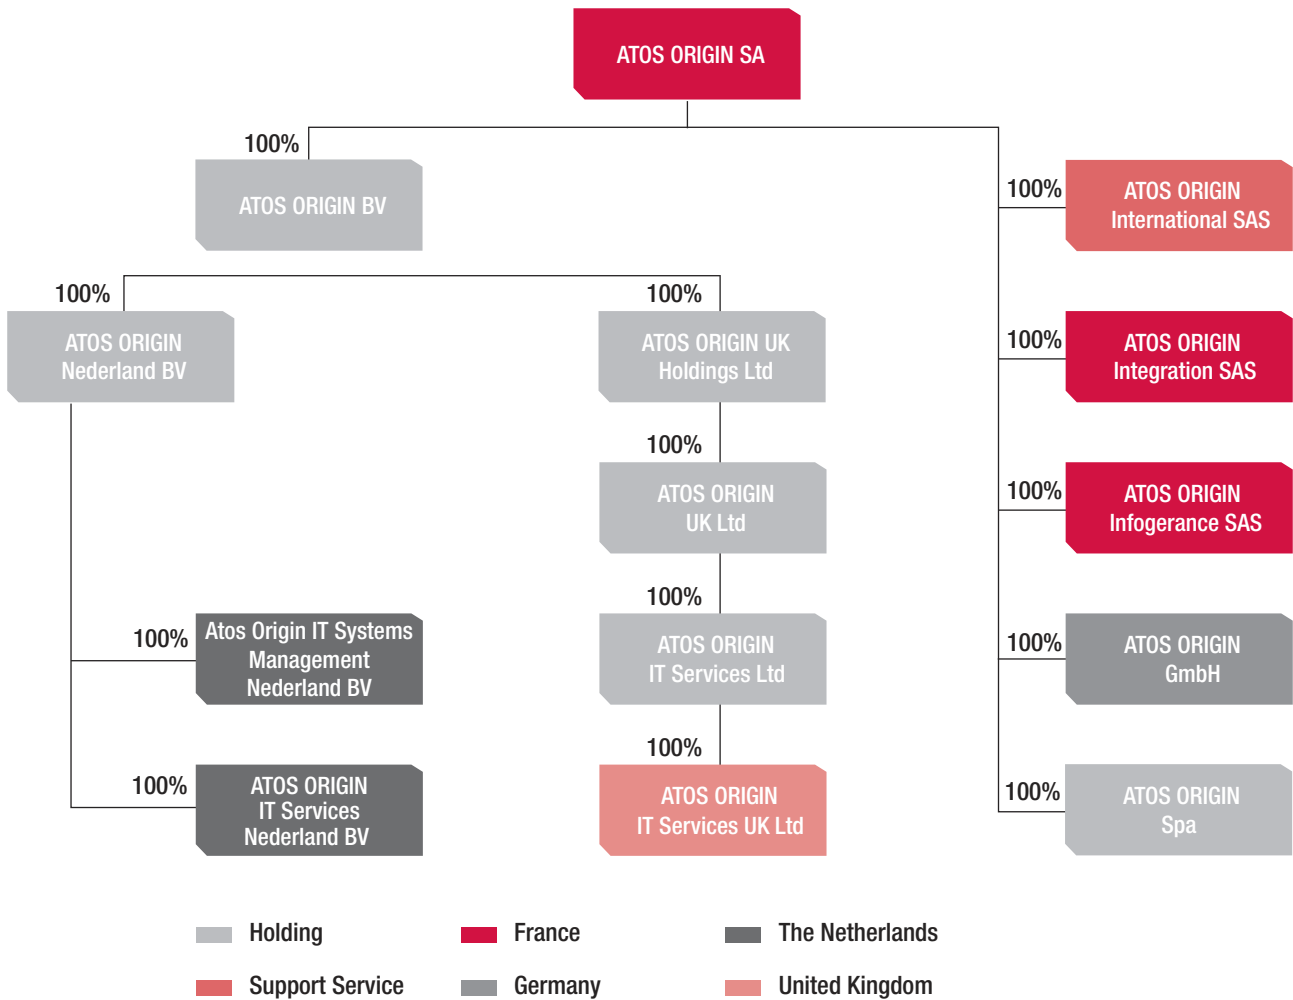 ATOS ORIGIN SA
100%
ATOS ORIGIN BV
100%
ATOS ORIGIN
International SAS
100%
ATOS ORIGIN
Nederland BV
100%
ATOS ORIGIN UK
Holdings Ltd
100%
ATOS ORIGIN
Integration SAS
100%
ATOS ORIGIN
UK Ltd
100%
ATOS ORIGIN
Infogerance SAS
100%
Atos Origin IT Systems
Management
Nederland BV
100%
ATOS ORIGIN
IT Services Ltd
100%
ATOS ORIGIN
GmbH
100%
ATOS ORIGIN
IT Services
Nederland BV
100%
ATOS ORIGIN
IT Services UK Ltd
100%
ATOS ORIGIN
Spa
Holding
France
The Netherlands
Support Service
Germany
United Kingdom